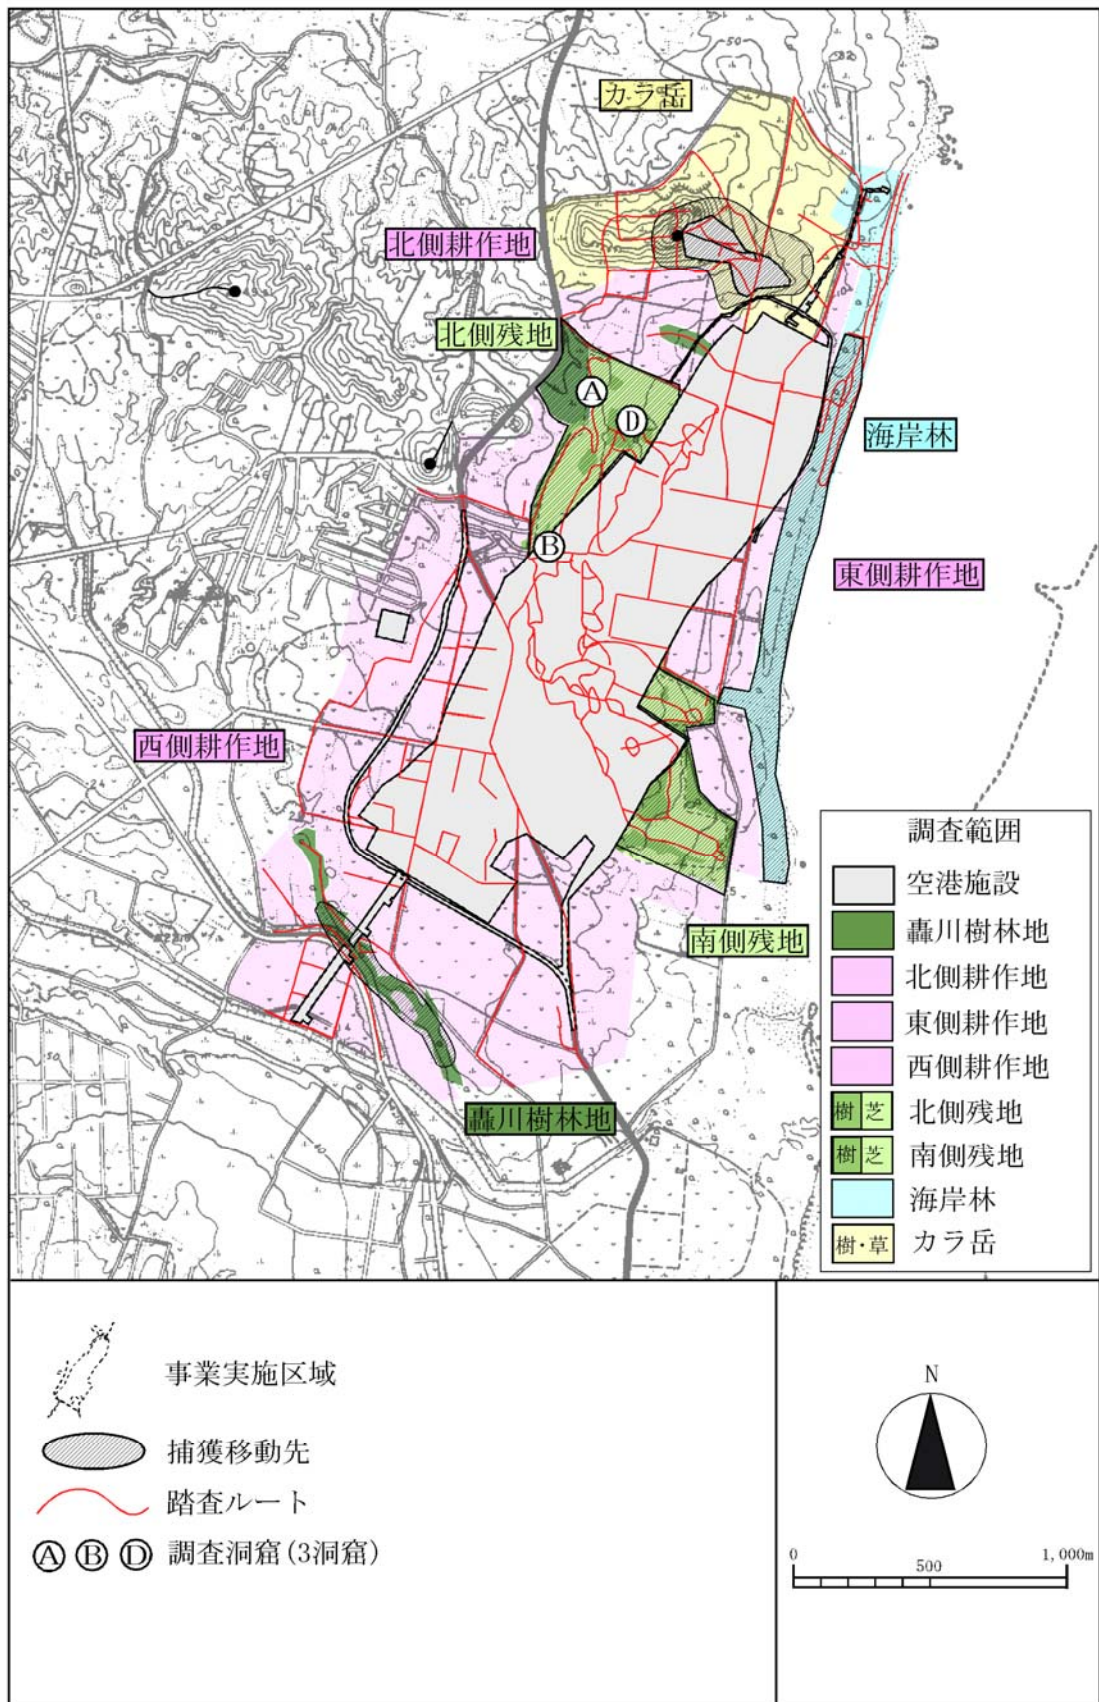 カラ岳
北側耕作地
北側残地
A
D
海岸林
B
東側耕作地
西側耕作地
南側残地
轟川樹林地
調査範囲
空港施設
轟川樹林地
北側耕作地
東側耕作地
西側耕作地
樹 芝 北側残地
樹 芝 南側残地
海岸林
樹・草 カラ岳
事業実施区域
捕獲移動先
踏査ルート
A B D 調査洞窟(3洞窟)
N
0 500 1,000m